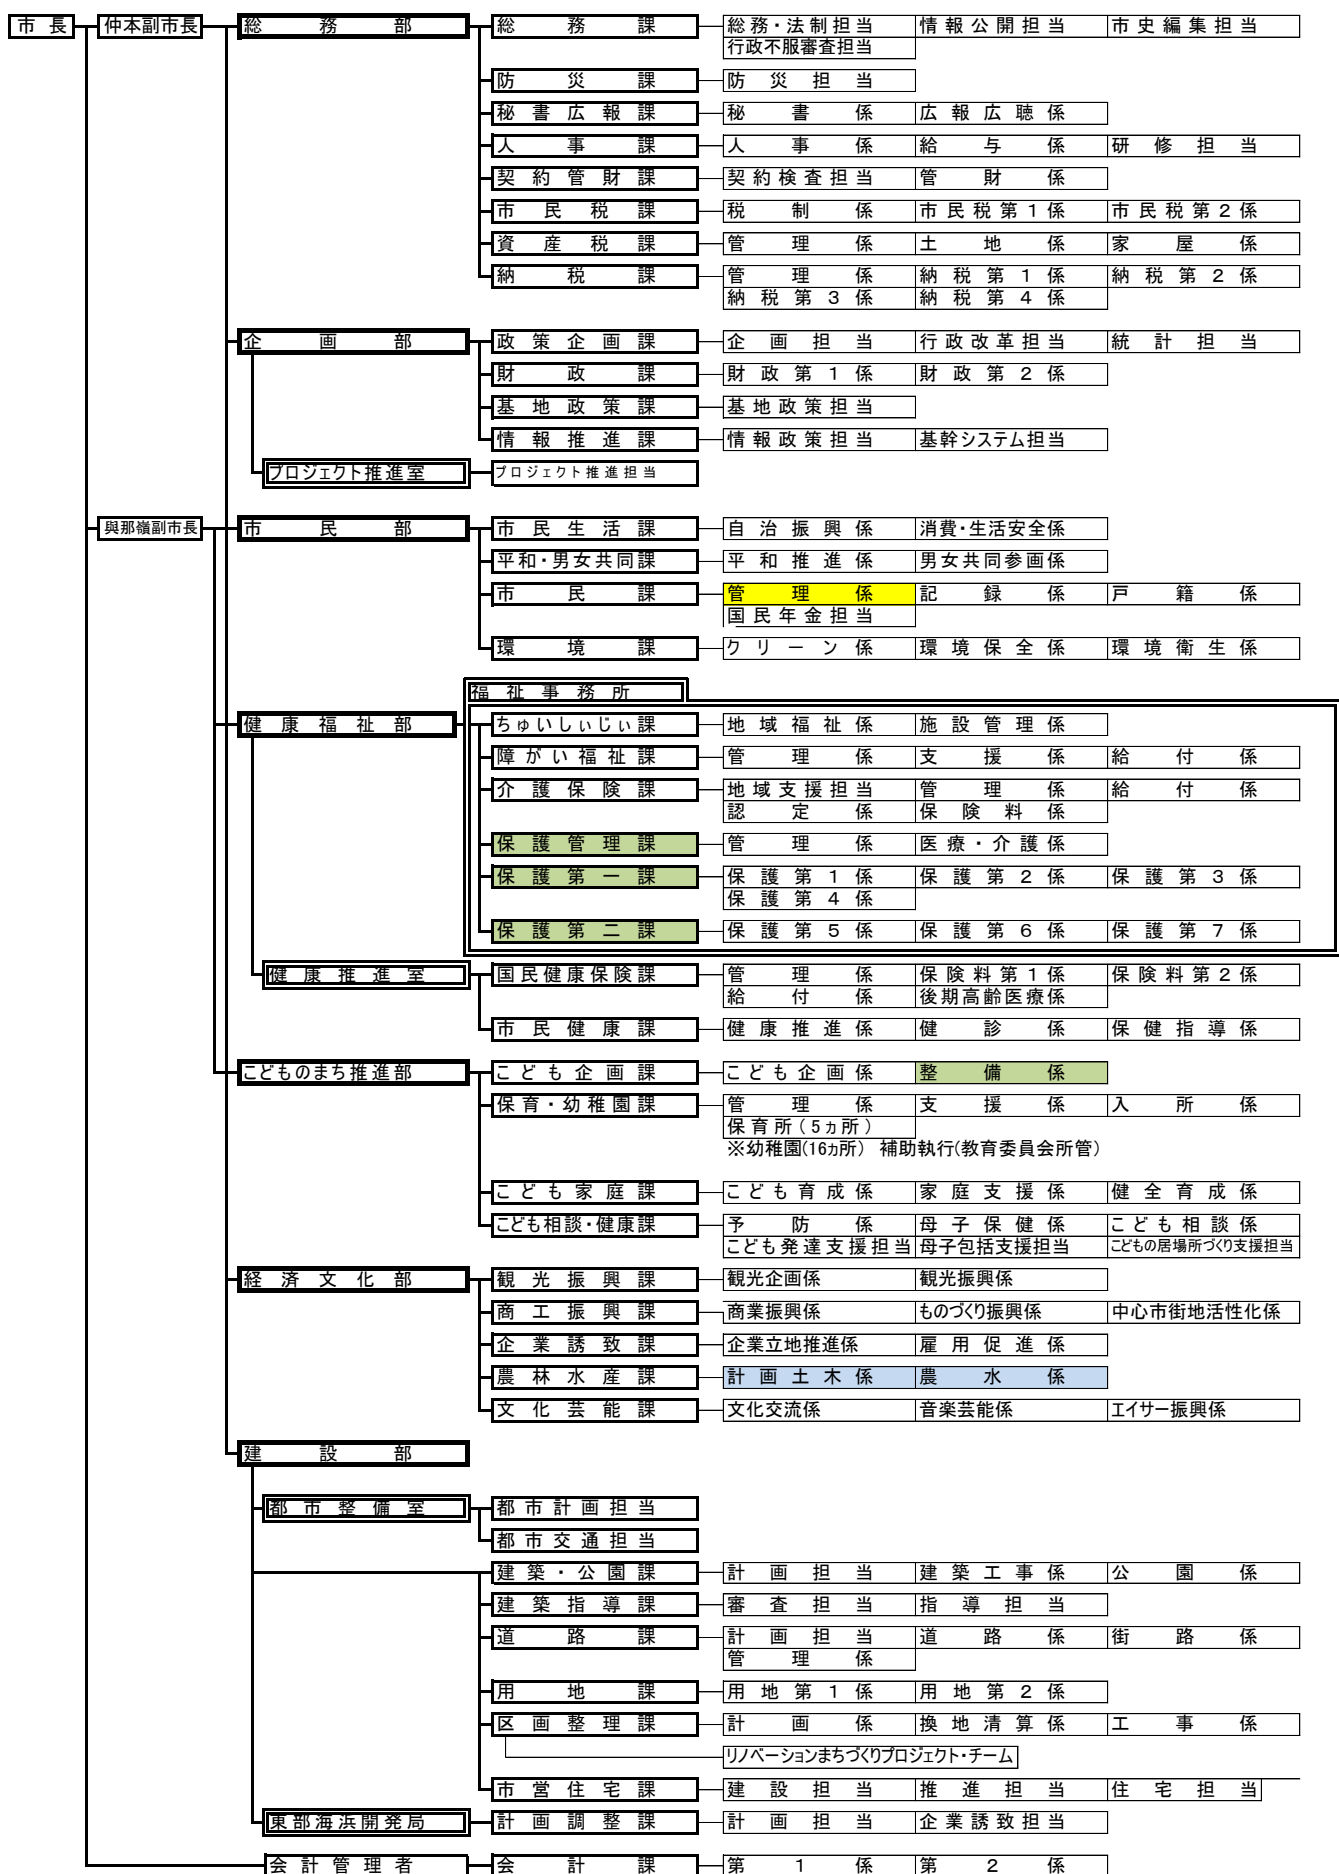 市長 仲本副市長 総務部 総務課 総務・法制担当 情報公開担当 市史編集担当
行政不服審査担当
防災課 防災担当
秘書広報課 秘書係 広報広聴係
人事課 人事係 給与係 研修担当
契約管財課 契約検査担当 管財係
市民税課 税制係 市民税第1係 市民税第2係
資産税課 管理係 土地係 家屋係
納税課 管理係 納税第1係 納税第2係
納税第3係 納税第4係
企画部 政策企画課 企画担当 行政改革担当 統計担当
財政課 財政第1係 財政第2係
基地政策課 基地政策担当
情報推進課 情報政策担当 基幹システム担当
プロジェクト推進室 プロジェクト推進担当
與那嶺副市長 市民部 市民生活課 自治振興係 消費・生活安全係
平和・男女共同課 平和推進係 男女共同参画係
市民課 管理係 記録係 戸籍係
国民年金担当
環境課 クリーン係 環境保全係 環境衛生係
福祉事務所
健康福祉部 ちゅいしぃじぃ課 地域福祉係 施設管理係
障がい福祉課 管理係 支援係 給付係
介護保険課 地域支援担当 管理係 給付係
認定係 保険料係
保護管理課 管理係 医療・介護係
保護第一課 保護第1係 保護第2係 保護第3係
保護第4係
保護第二課 保護第5係 保護第6係 保護第7係
健康推進室 国民健康保険課 管理係 保険料第1係 保険料第2係
給付係 後期高齢医療係
市民健康課 健康推進係 健診係 保健指導係
こどものまち推進部 こども企画課 こども企画係 整備係
保育・幼稚園課 管理係 支援係 入所係
保育所(5ヵ所)
※幼稚園(16ヵ所) 補助執行(教育委員会所管)
こども家庭課 こども育成係 家庭支援係 健全育成係
こども相談・健康課 予防係 母子保健係 こども相談係
こども発達支援担当 母子包括支援担当 こどもの居場所づくり支援担当
経済文化部 観光振興課 観光企画係 観光振興係
商工振興課 商業振興係 ものづくり振興係 中心市街地活性化係
企業誘致課 企業立地推進係 雇用促進係
農林水産課 計画土木係 農水係
文化芸能課 文化交流係 音楽芸能係 エイサー振興係
建設部
都市整備室 都市計画担当
都市交通担当
建築・公園課 計画担当 建築工事係 公園係
建築指導課 審査担当 指導担当
道路課 計画担当 道路係 街路係
管理係
用地課 用地第1係 用地第2係
区画整理課 計画係 換地清算係 工事係
リノベーションまちづくりプロジェクト・チーム
市営住宅課 建設担当 推進担当 住宅担当
東部海浜開発局 計画調整課 計画担当 企業誘致担当
会計管理者 会計課 第1係 第2係